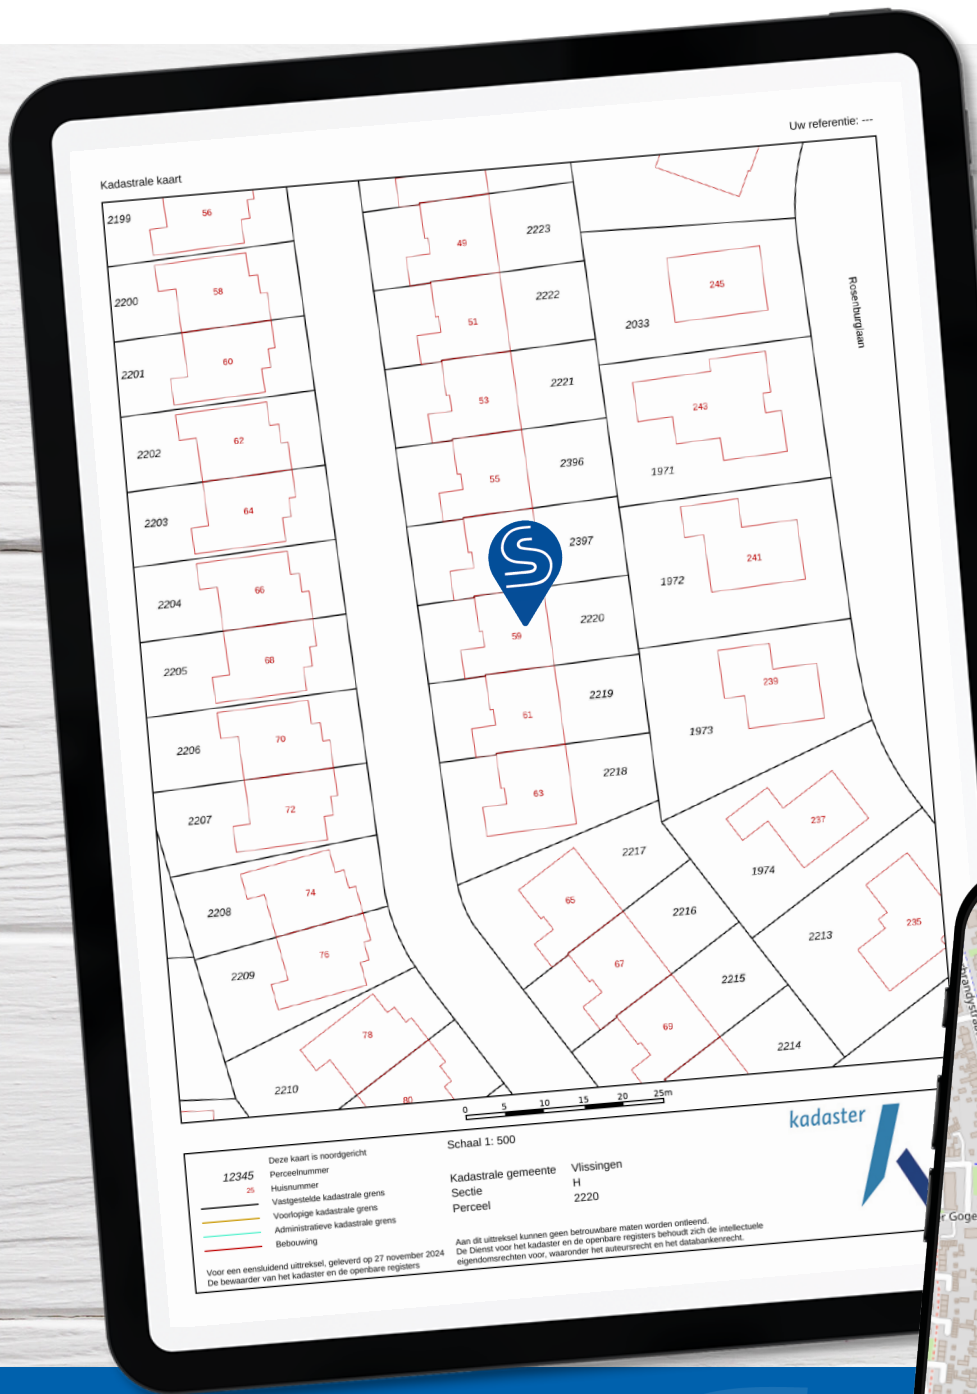 Uw referentie: ---
Kadastrale kaart
2199
56
2200
58
2201
60
2202
62
2203
64
2204
66
2205
68
2206
70
2207
72
2208
74
2209
76
2210
78
80
49
2223
51
2222
53
2221
55
2396
2397
59
2220
61
2219
63
2218
65
2217
67
2216
69
2215
2214
245
2033
243
1971
241
1972
239
1973
237
1974
235
2213
Rosenburglaan
0 5 10 15 20 25m
Schaal 1: 500
12345
25
Deze kaart is noordgericht
Perceelnummer
Huisnummer
Vastgestelde kadastrale grens
Voorlopige kadastrale grens
Administratieve kadastrale grens
Bebouwing
Voor een eensluidend uittreksel, geleverd op 27 november 2024
De bewaarder van het kadaster en de openbare registers
Kadastrale gemeente Vlissingen
Sectie H
Perceel 2220
Aan dit uittreksel kunnen geen betrouwbare maten worden ontleend.
De Dienst voor het kadaster en de openbare registers behoudt zich de intellectuele
eigendomsrechten voor, waaronder het auteursrecht en het databankenrecht.
kadaster